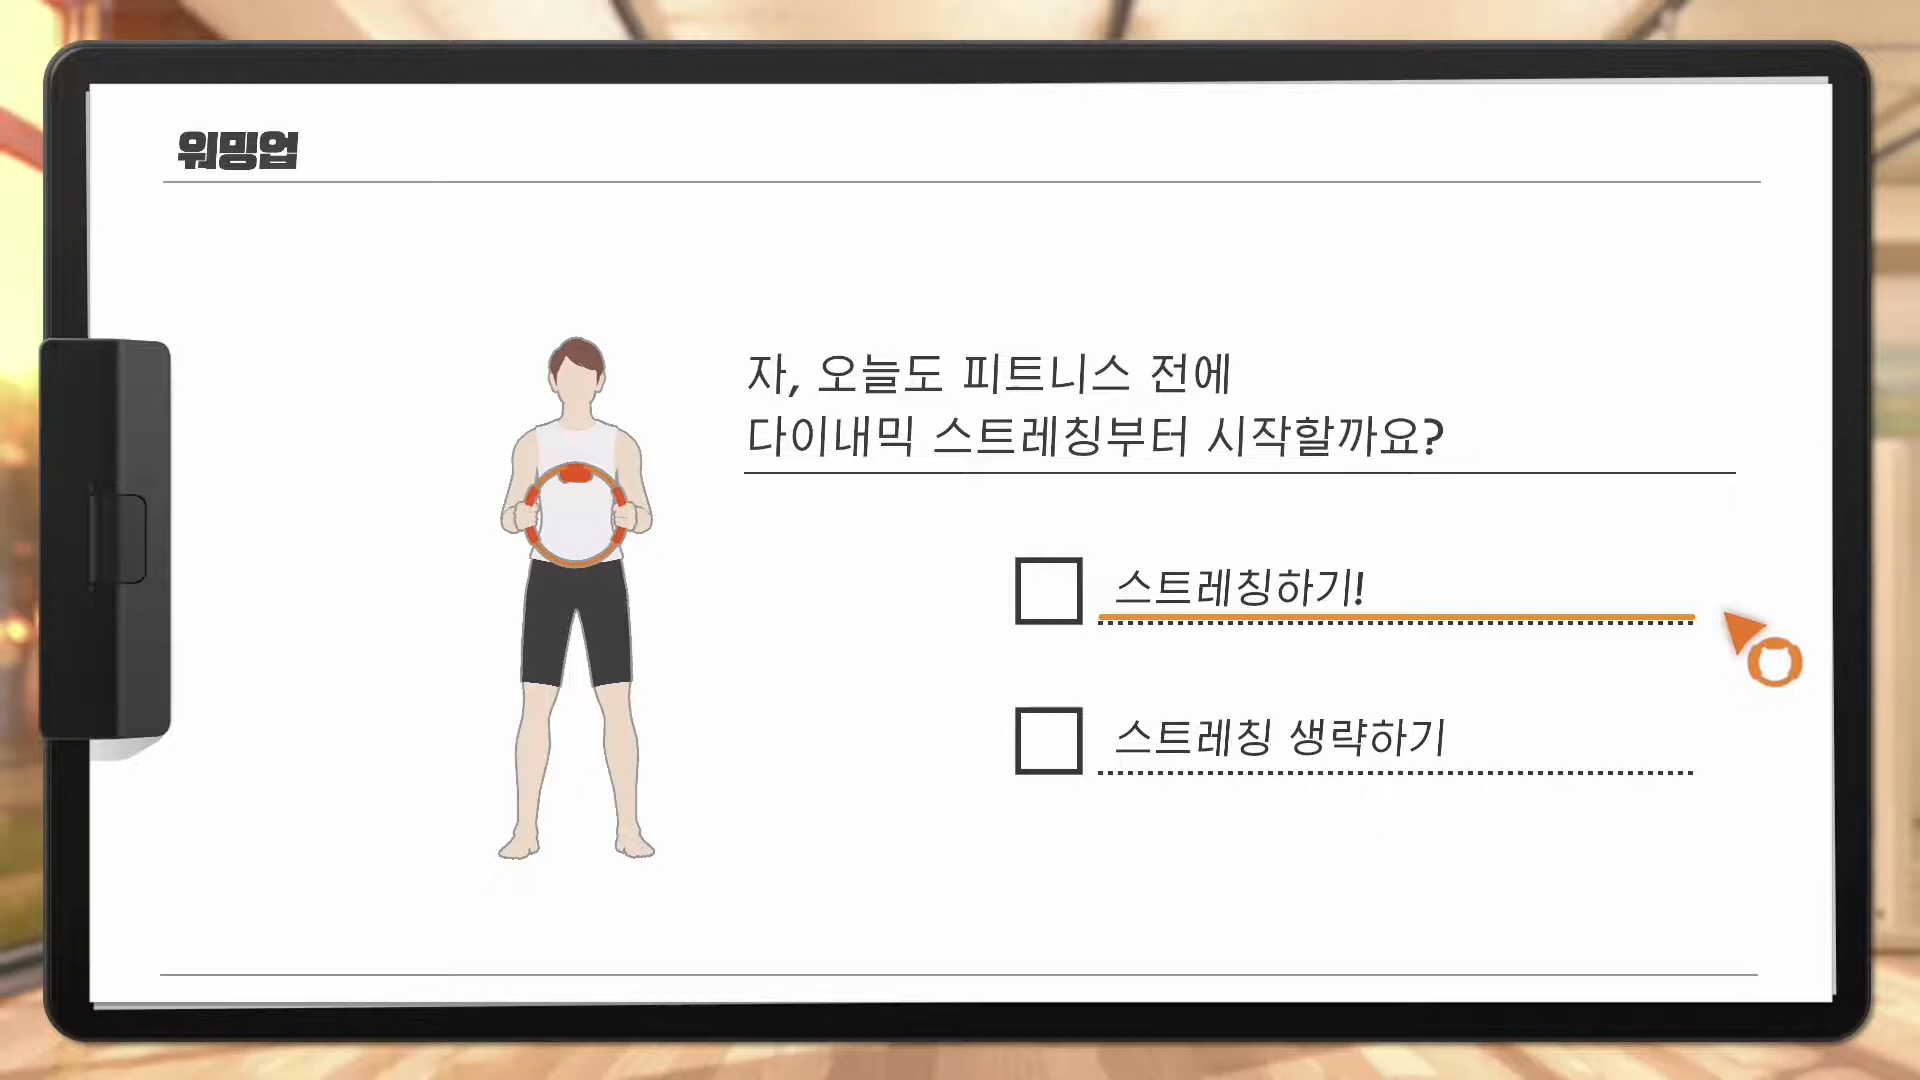 워밍업
자, 오늘도 피트니스 전에
다이내믹 스트레칭부터 시작할까요?
스트레칭하기!
스트레칭 생략하기